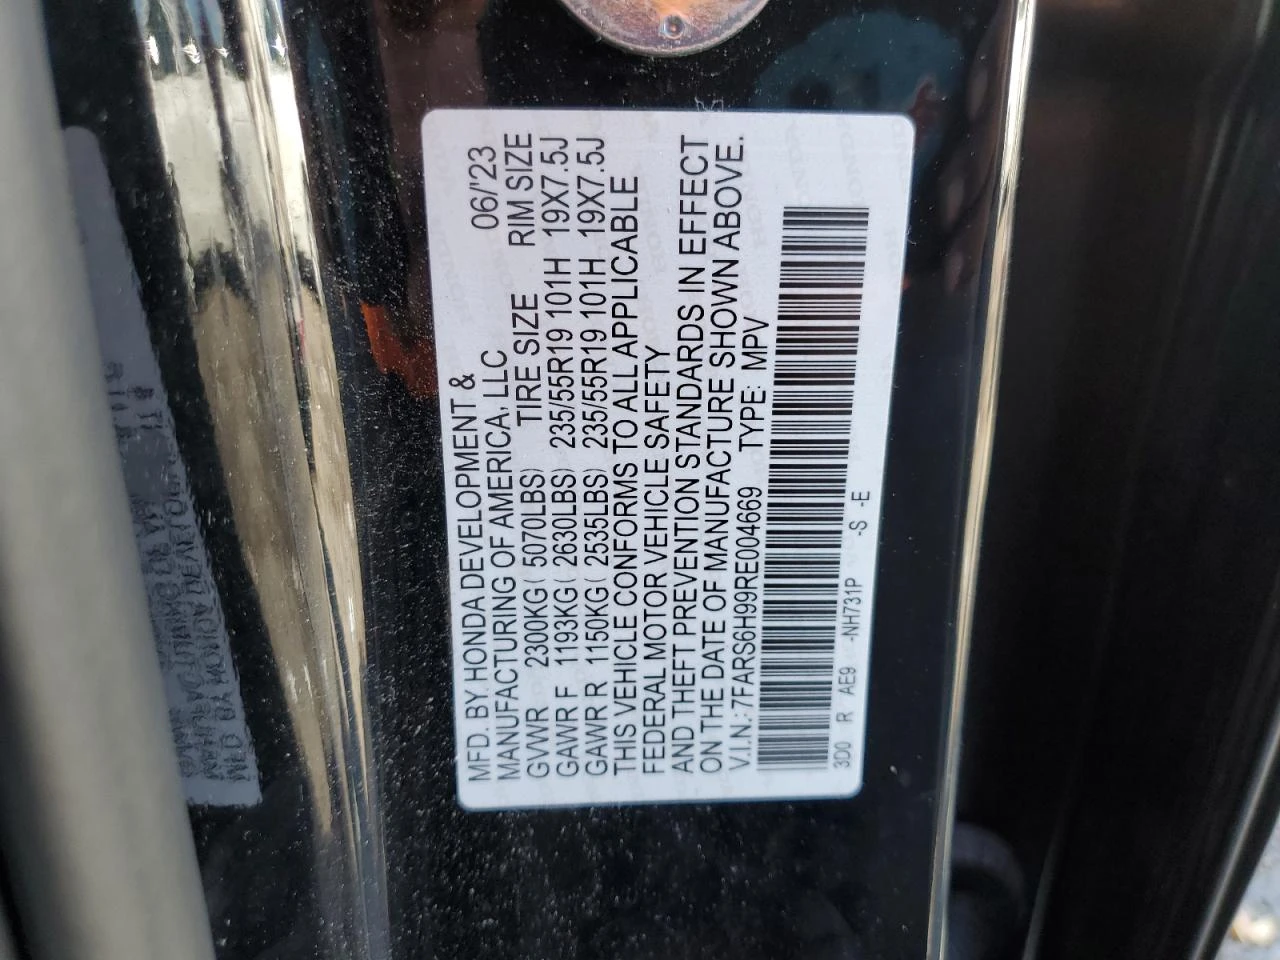 MFD. BY HONDA DEVELOPMENT &
MANUFACTURING OF AMERICA, LLC 06/'23
GVWR 2300KG ( 5070LBS) TIRE SIZE RIM SIZE
GAWR F 1193KG ( 2630LBS) 235/55R19 101H 19X7.5J
GAWR R 1150KG ( 2535LBS) 235/55R19 101H 19X7.5J
THIS VEHICLE CONFORMS TO ALL APPLICABLE
FEDERAL MOTOR VEHICLE SAFETY
AND THEFT PREVENTION STANDARDS IN EFFECT
ON THE DATE OF MANUFACTURE SHOWN ABOVE.
V.I.N.: 7FARS6H99RE004669 TYPE: MPV
3D0 R AE9 -NH731P -S -E